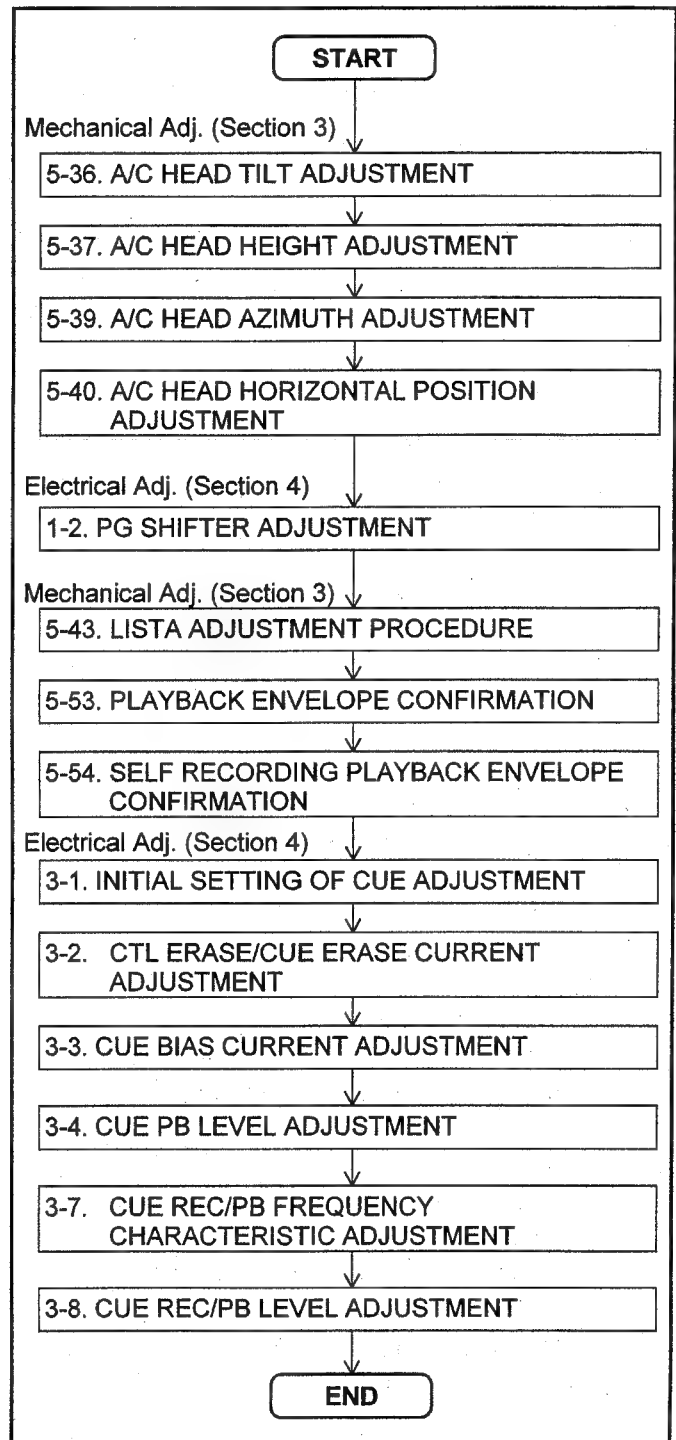 START
Mechanical Adj. (Section 3)
5-36. A/C HEAD TILT ADJUSTMENT
5-37. A/C HEAD HEIGHT ADJUSTMENT
5-39. A/C HEAD AZIMUTH ADJUSTMENT
5-40. A/C HEAD HORIZONTAL POSITION
ADJUSTMENT
Electrical Adj. (Section 4)
1-2. PG SHIFTER ADJUSTMENT
Mechanical Adj. (Section 3)
5-43. LISTA ADJUSTMENT PROCEDURE
5-53. PLAYBACK ENVELOPE CONFIRMATION
5-54. SELF RECORDING PLAYBACK ENVELOPE
CONFIRMATION
Electrical Adj. (Section 4)
3-1. INITIAL SETTING OF CUE ADJUSTMENT
3-2. CTL ERASE/CUE ERASE CURRENT
ADJUSTMENT
3-3. CUE BIAS CURRENT ADJUSTMENT
3-4. CUE PB LEVEL ADJUSTMENT
3-7. CUE REC/PB FREQUENCY
CHARACTERISTIC ADJUSTMENT
3-8. CUE REC/PB LEVEL ADJUSTMENT
END